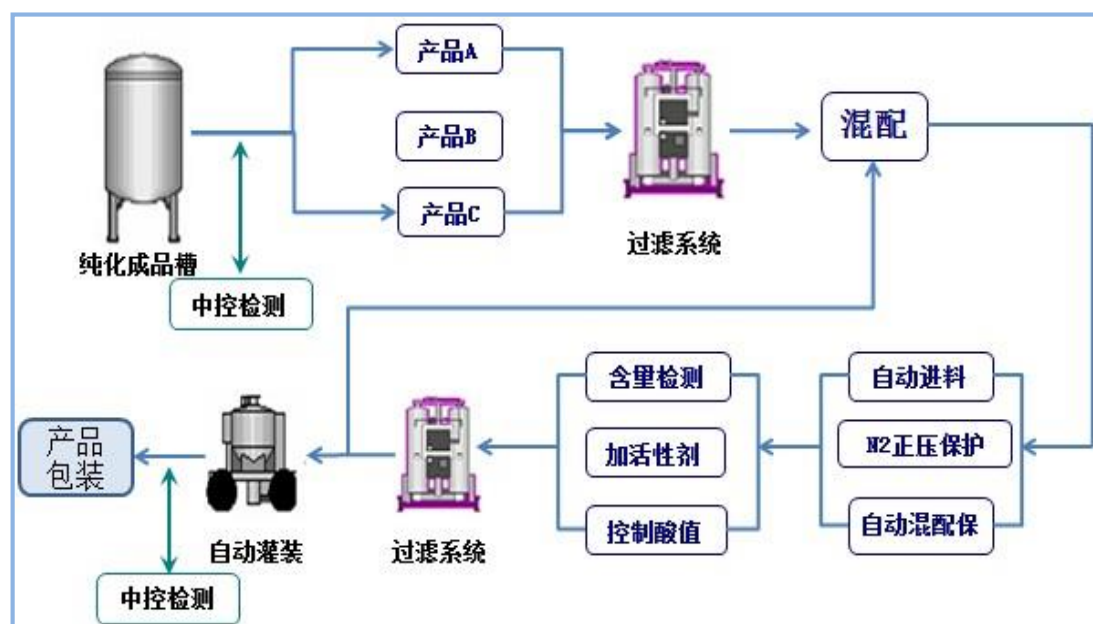 产品A
产品B
产品C
混配
过滤系统
纯化成品槽
中控检测
含量检测
加活性剂
控制酸值
自动进料
N2正压保护
自动混配保
产品
包装
自动灌装
过滤系统
中控检测